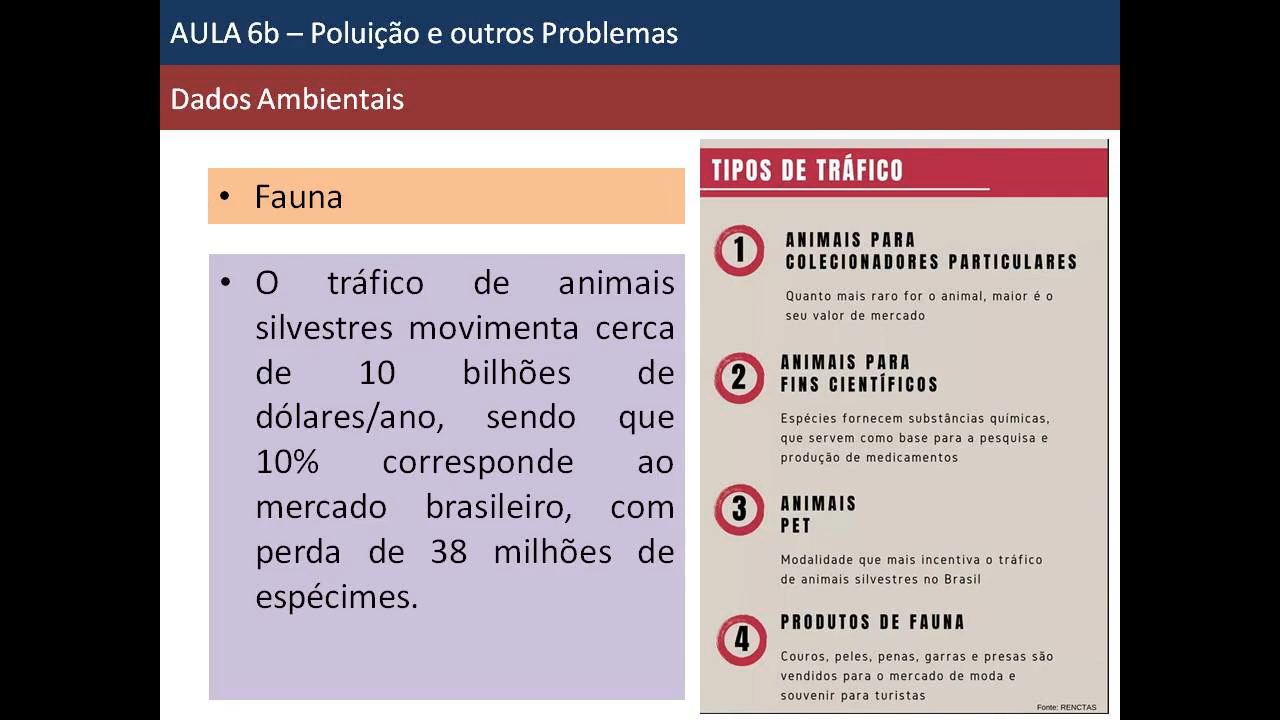 AULA 6b – Poluição e outros Problemas
Dados Ambientais
• Fauna
• O tráfico de animais
silvestres movimenta cerca
de 10 bilhões de
dólares/ano, sendo que
10% corresponde ao
mercado brasileiro, com
perda de 38 milhões de
espécimes.
TIPOS DE TRÁFICO
1
ANIMAIS PARA
COLECIONADORES PARTICULARES
Quanto mais raro for o animal, maior é o
seu valor de mercado
2
ANIMAIS PARA
FINS CIENTÍFICOS
Espécies fornecem substâncias químicas,
que servem como base para a pesquisa e
produção de medicamentos
3
ANIMAIS
PET
Modalidade que mais incentiva o tráfico
de animais silvestres no Brasil
4
PRODUTOS DE FAUNA
Couros, peles, penas, garras e presas são
vendidos para o mercado de moda e
souvenir para turistas
Fonte: RENCTAS